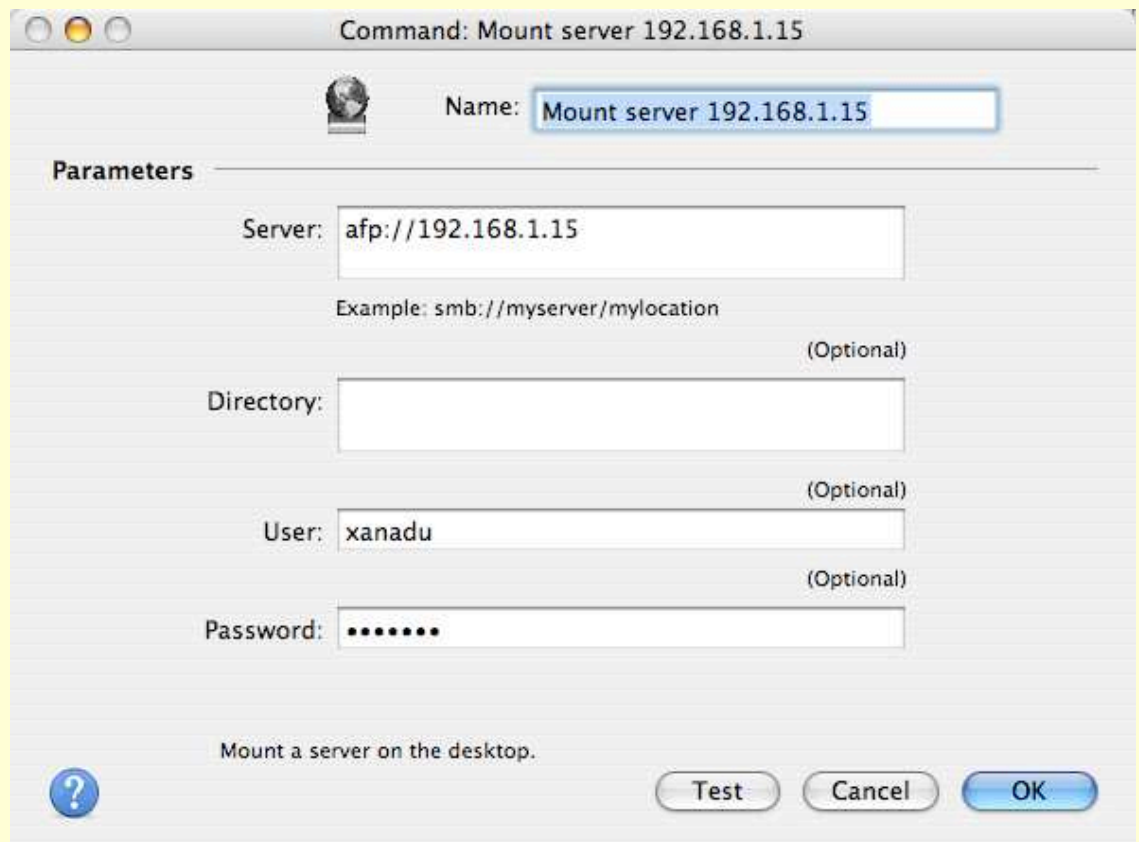 Command: Mount server 192.168.1.15
Name: Mount server 192.168.1.15
Parameters
Server: afp://192.168.1.15
Example: smb://myserver/mylocation
(Optional)
Directory:
(Optional)
User: xanadu
(Optional)
Password: •••••••
Mount a server on the desktop.
? Test Cancel OK